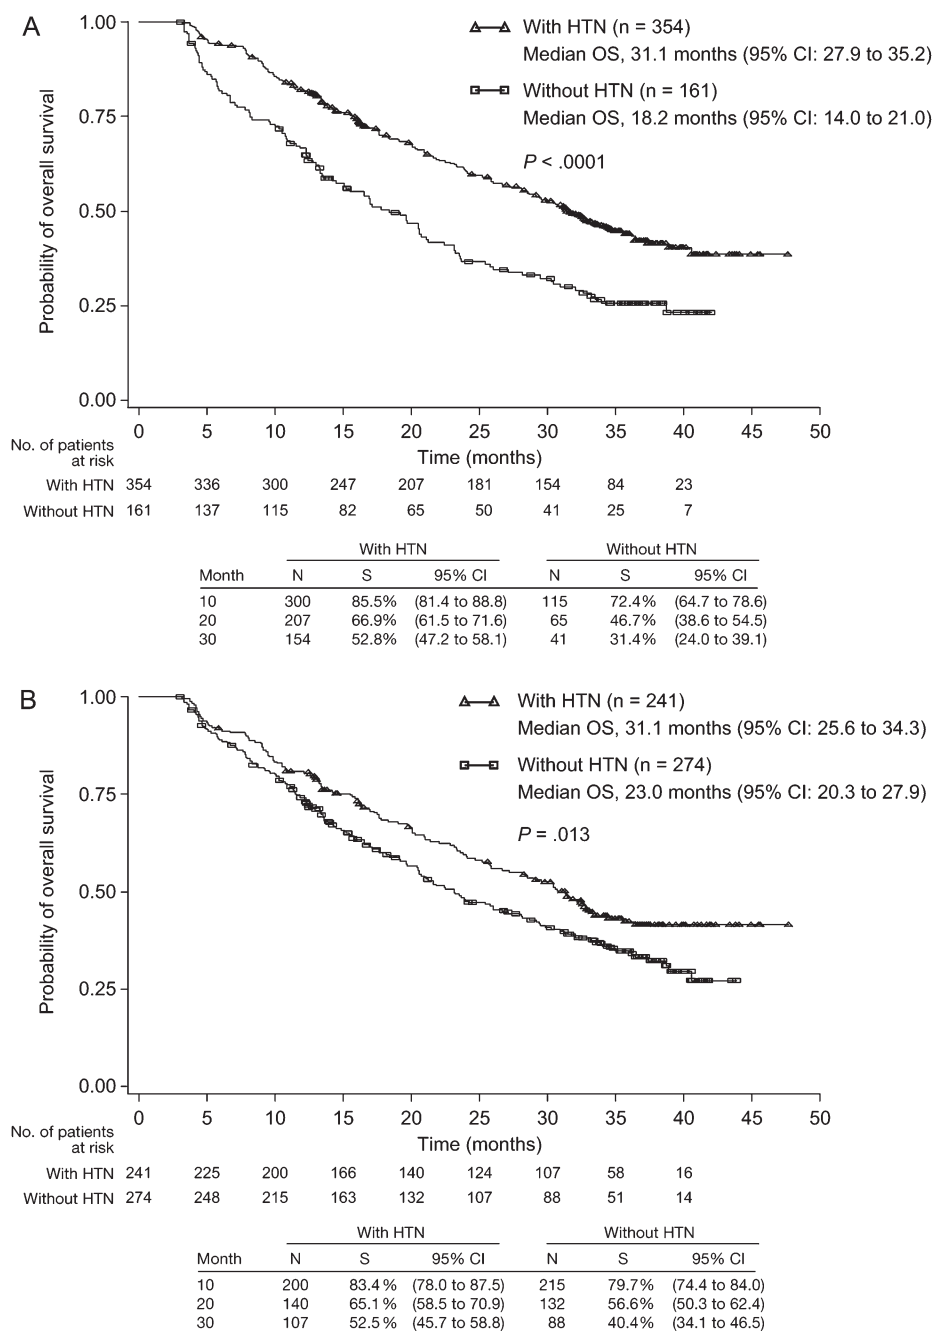 A
1.00
0.75
0.50
0.25
0.00
Probability of overall survival
With HTN (n = 354)
Median OS, 31.1 months (95% CI: 27.9 to 35.2)
Without HTN (n = 161)
Median OS, 18.2 months (95% CI: 14.0 to 21.0)
P < .0001
0 5 10 15 20 25 30 35 40 45 50
Time (months)
No. of patients
at risk
With HTN 354 336 300 247 207 181 154 84 23
Without HTN 161 137 115 82 65 50 41 25 7
With HTN Without HTN
Month N S 95% CI N S 95% CI
10 300 85.5% (81.4 to 88.8) 115 72.4% (64.7 to 78.6)
20 207 66.9% (61.5 to 71.6) 65 46.7% (38.6 to 54.5)
30 154 52.8% (47.2 to 58.1) 41 31.4% (24.0 to 39.1)
B
1.00
0.75
0.50
0.25
0.00
Probability of overall survival
With HTN (n = 241)
Median OS, 31.1 months (95% CI: 25.6 to 34.3)
Without HTN (n = 274)
Median OS, 23.0 months (95% CI: 20.3 to 27.9)
P = .013
0 5 10 15 20 25 30 35 40 45 50
Time (months)
No. of patients
at risk
With HTN 241 225 200 166 140 124 107 58 16
Without HTN 274 248 215 163 132 107 88 51 14
With HTN Without HTN
Month N S 95% CI N S 95% CI
10 200 83.4% (78.0 to 87.5) 215 79.7% (74.4 to 84.0)
20 140 65.1% (58.5 to 70.9) 132 56.6% (50.3 to 62.4)
30 107 52.5% (45.7 to 58.8) 88 40.4% (34.1 to 46.5)